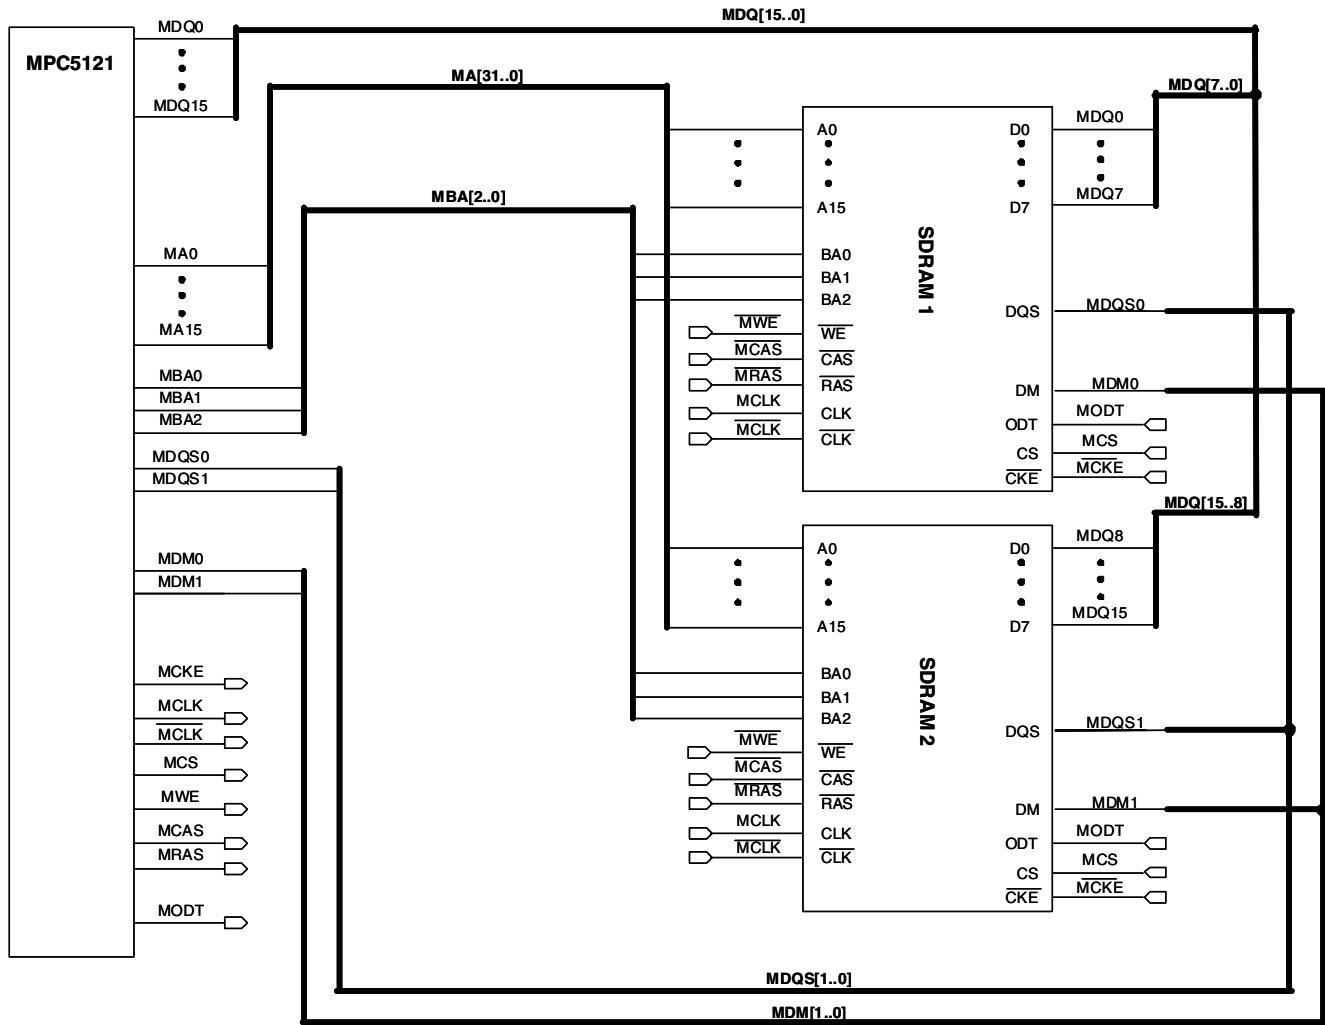 MDQ[15..0]
MPC5121
MDQ0
MDQ15
MA[31..0]
MBA[2..0]
MA0
MA15
MBA0
MBA1
MBA2
MDQS0
MDQS1
MDM0
MDM1
MCKE
MCLK
MCLK
MCS
MWE
MCAS
MRAS
MODT
MDQ[7..0]
SDRAM 1
A0
A15
BA0
BA1
BA2
MWE
WE
MCAS
CAS
MRAS
RAS
MCLK
CLK
MCLK
CLK
D0
MDQ0
D7
MDQ7
DQS
MDQS0
DM
MDM0
ODT
MODT
CS
MCS
CKE
MCKE
MDQ[15..8]
SDRAM 2
A0
A15
BA0
BA1
BA2
MWE
WE
MCAS
CAS
MRAS
RAS
MCLK
CLK
MCLK
CLK
D0
MDQ8
D7
MDQ15
DQS
MDQS1
DM
MDM1
ODT
MODT
CS
MCS
CKE
MCKE
MDQS[1..0]
MDM[1..0]